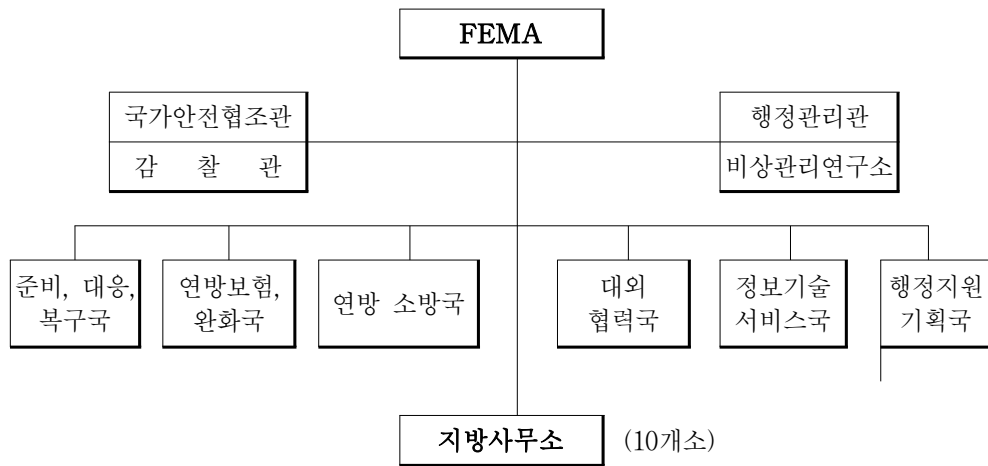 FEMA
국가안전협조관
감 찰 관
행정관리관
비상관리연구소
준비, 대응,
복구국
연방보험,
완화국
연방 소방국
대외
협력국
정보기술
서비스국
행정지원
기획국
지방사무소 (10개소)